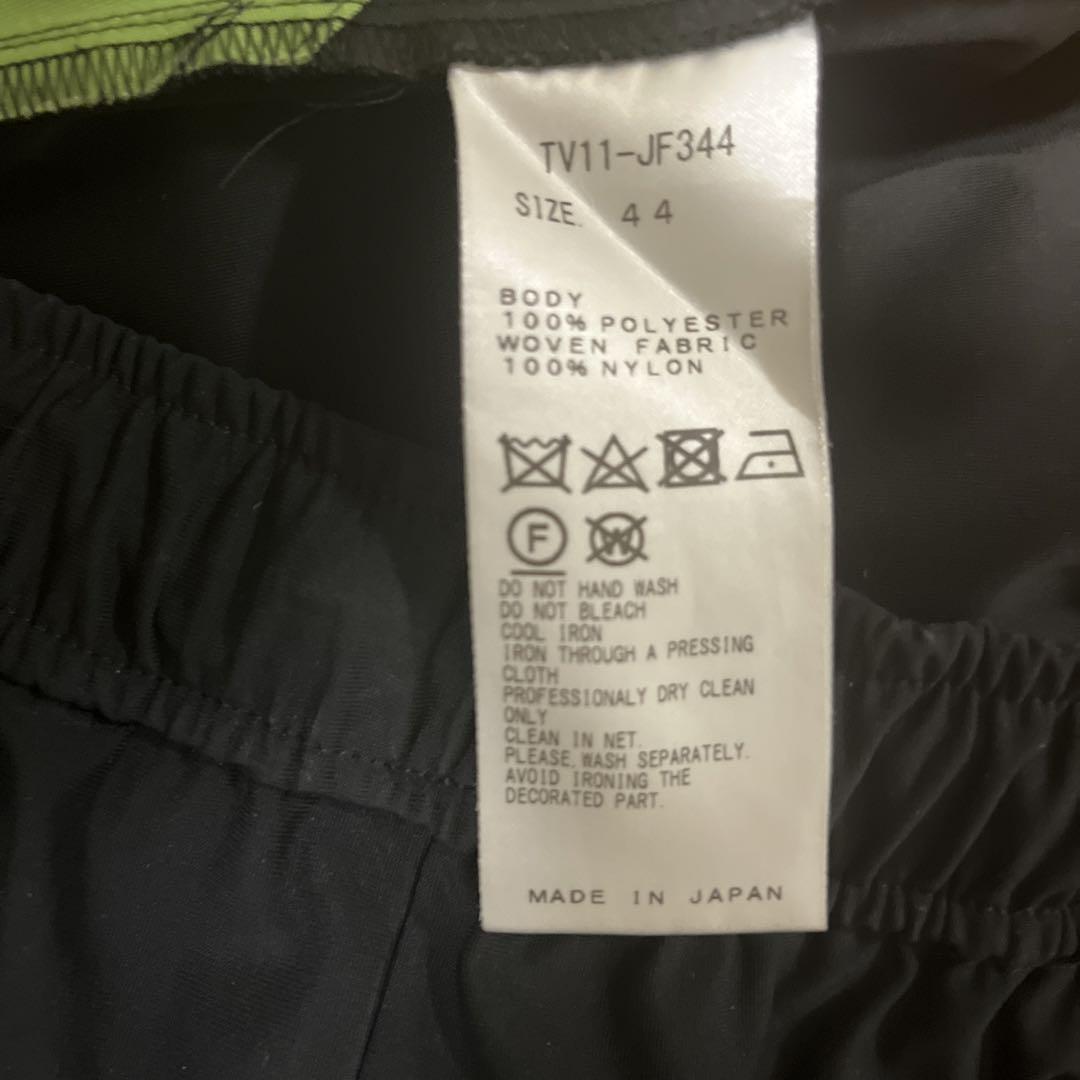 TV11-JF344
SIZE. 44
BODY
100% POLYESTER
WOVEN FABRIC
100% NYLON
F W
DO NOT HAND WASH
DO NOT BLEACH
COOL IRON
IRON THROUGH A PRESSING
CLOTH
PROFESSIONALY DRY CLEAN
ONLY
CLEAN IN NET.
PLEASE.WASH SEPARATELY.
AVOID IRONING THE
DECORATED PART.
MADE IN JAPAN